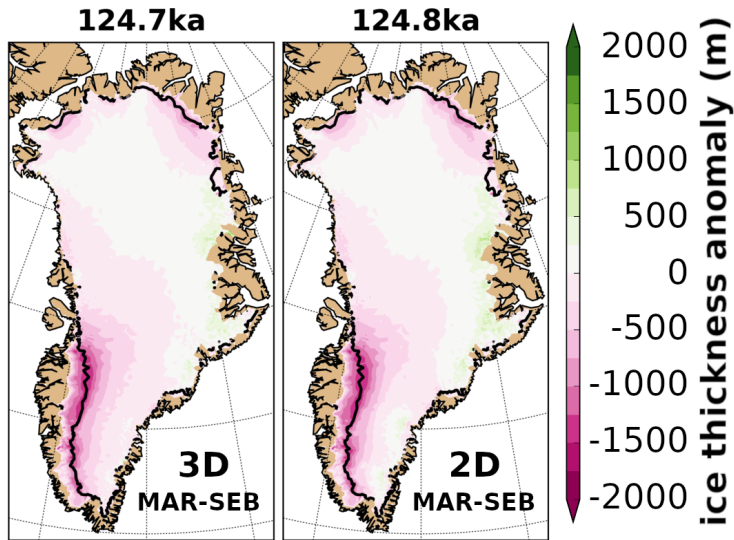 124.7ka
124.8ka
3D
MAR-SEB
2D
MAR-SEB
2000
1500
1000
500
0
-500
-1000
-1500
-2000
ice thickness anomaly (m)